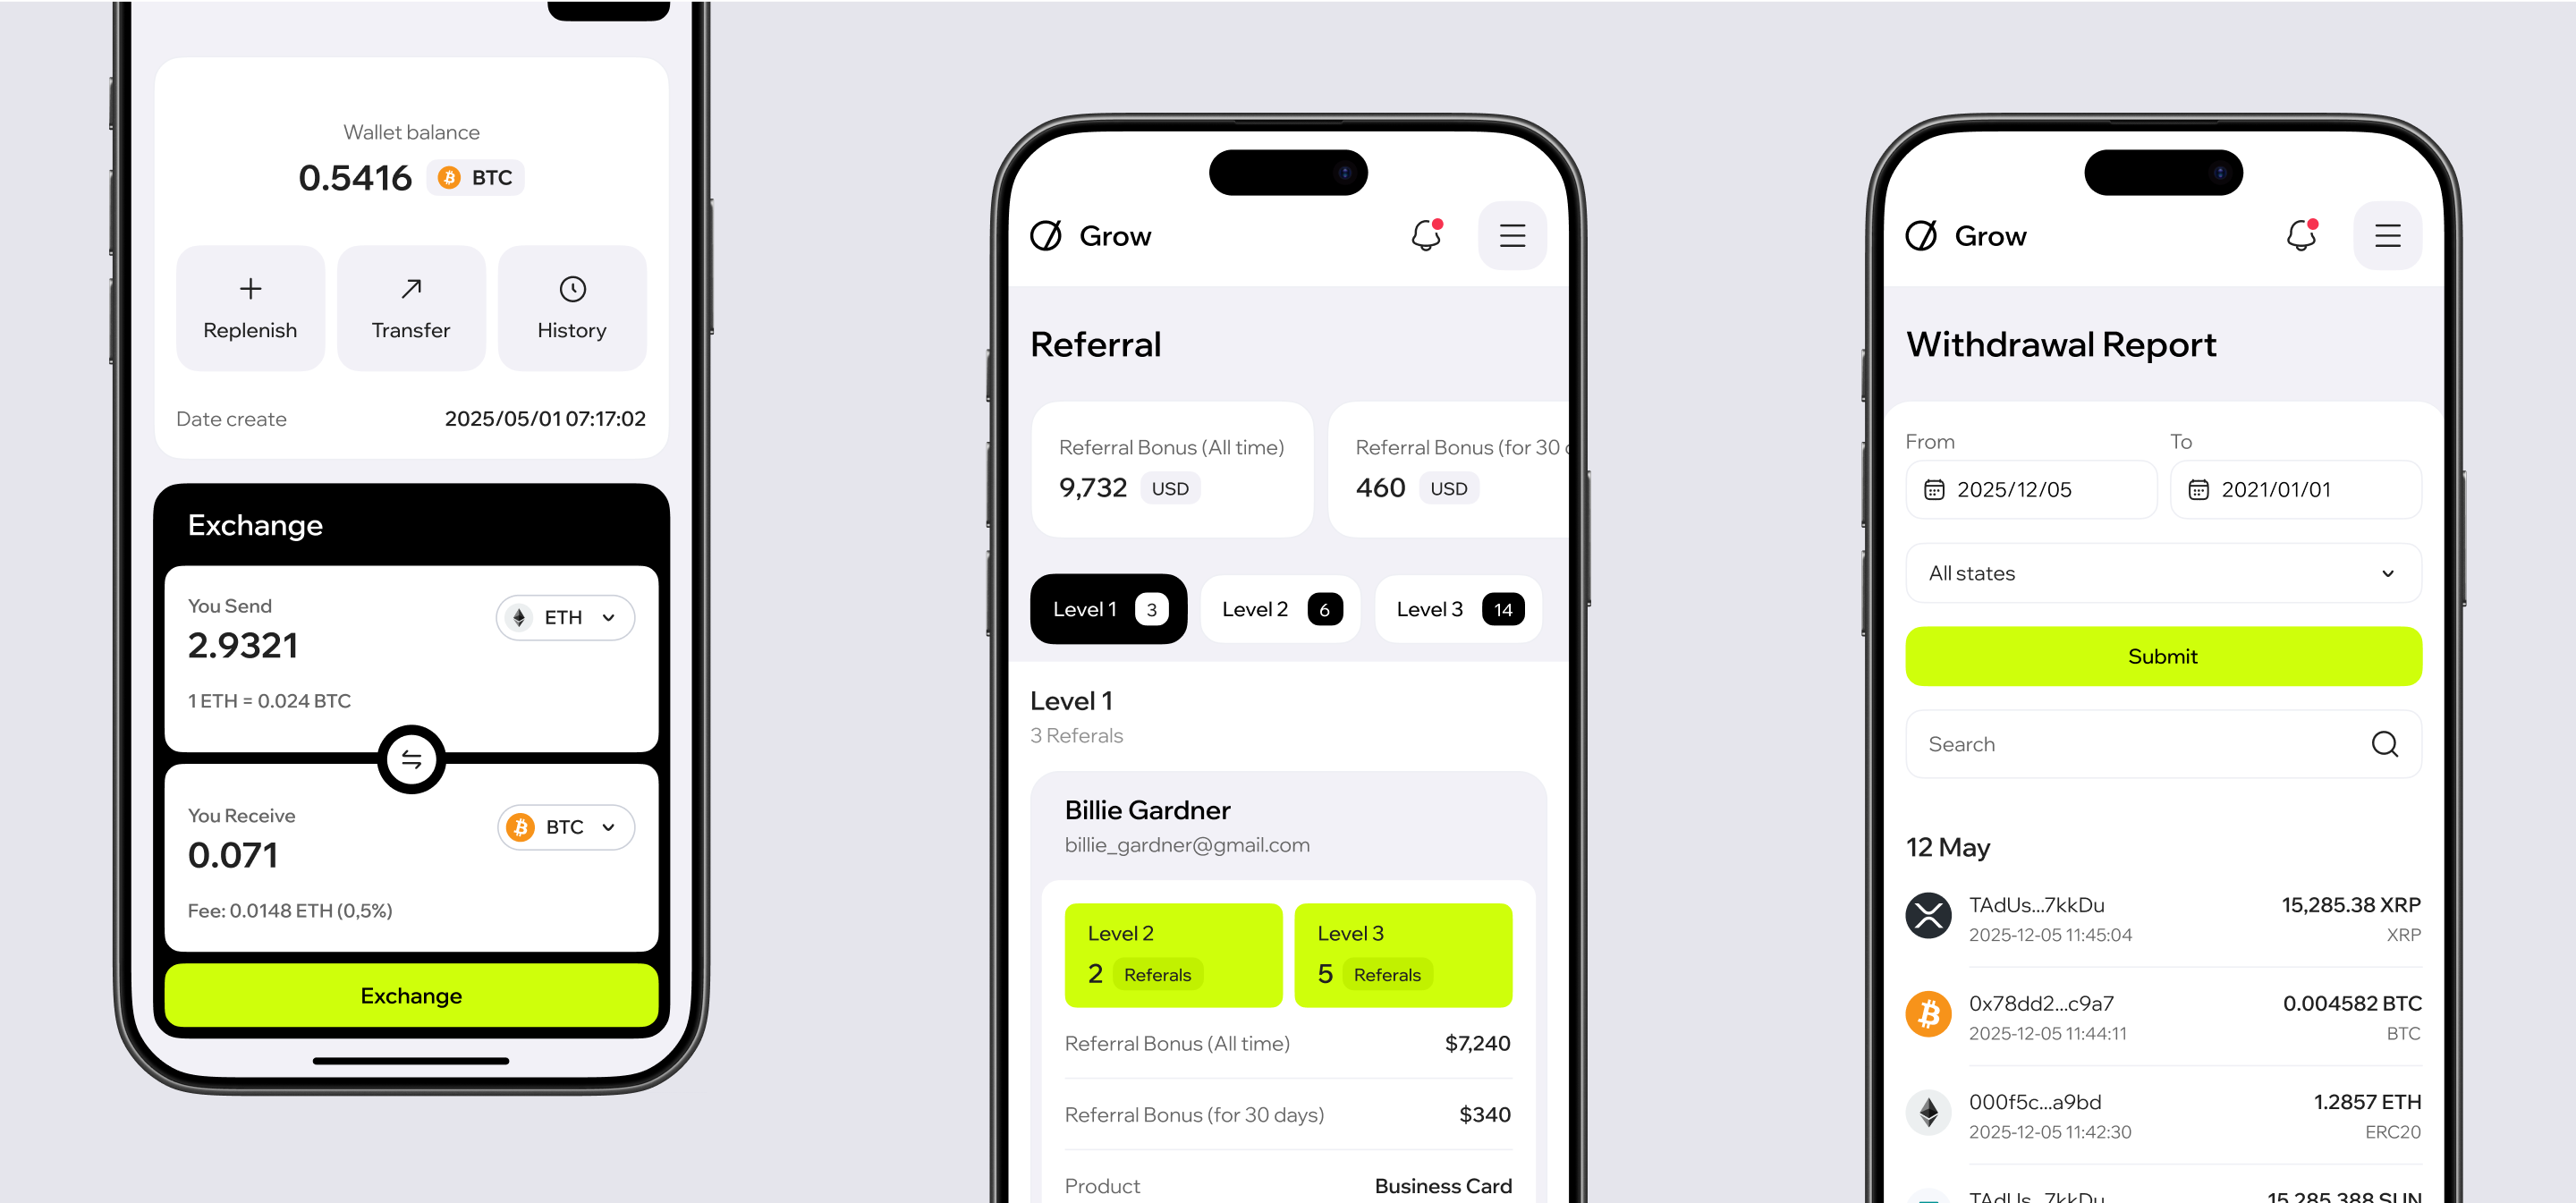 Wallet balance
0.5416 BTC
Replenish
Transfer
History
Date create 2025/05/01 07:17:02
Exchange
You Send
ETH
2.9321
1 ETH = 0.024 BTC
You Receive
BTC
0.071
Fee: 0.0148 ETH (0,5%)
Exchange
Grow
Referral
Referral Bonus (All time)
9,732 USD
Referral Bonus (for 30
460 USD
Level 1 3
Level 2 6
Level 3 14
Level 1
3 Referals
Billie Gardner
billie_gardner@gmail.com
Level 2
2 Referals
Level 3
5 Referals
Referral Bonus (All time) $7,240
Referral Bonus (for 30 days) $340
Product Business Card
Grow
Withdrawal Report
From
2025/12/05
To
2021/01/01
All states
Submit
Search
12 May
TAdUs...7kkDu 15,285.38 XRP
2025-12-05 11:45:04 XRP
0x78dd2...c9a7 0.004582 BTC
2025-12-05 11:44:11 BTC
000f5c...a9bd 1.2857 ETH
2025-12-05 11:42:30 ERC20
TAdUs...7kkDu 15,285.388 SUN